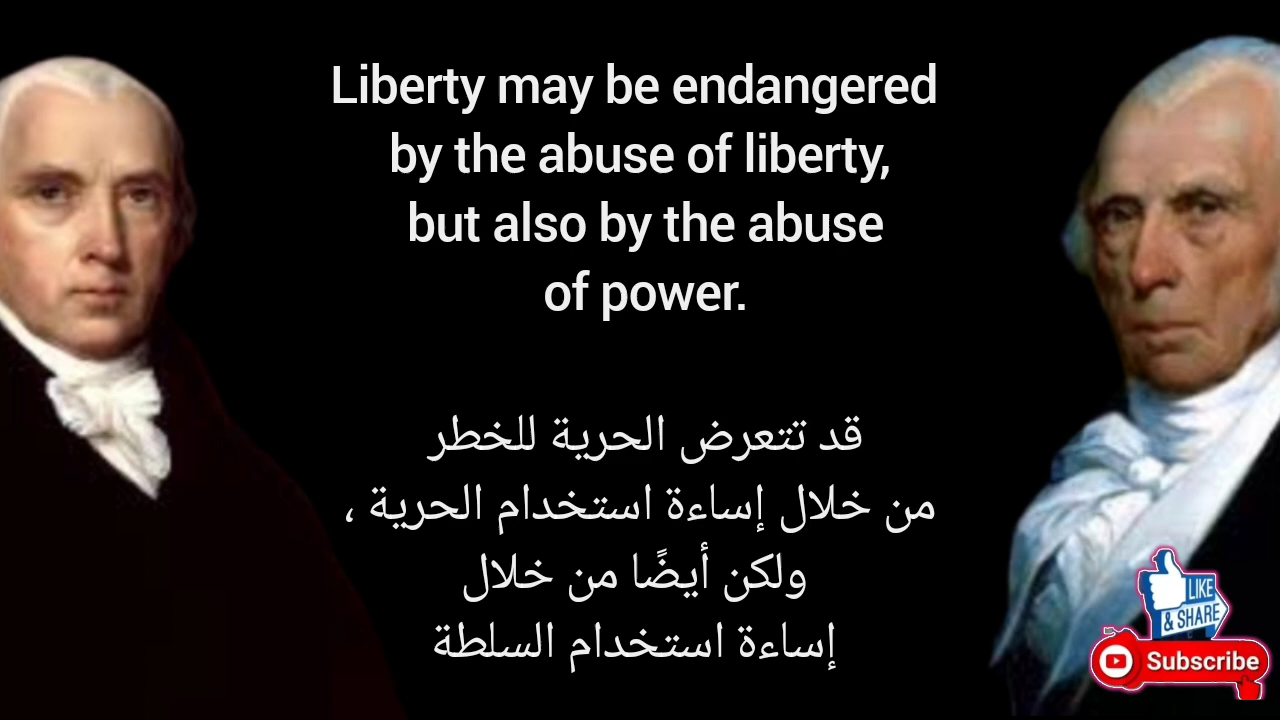 Liberty may be endangered
by the abuse of liberty,
but also by the abuse
of power.
قد تتعرض الحرية للخطر
من خلال إساءة استخدام الحرية ،
ولكن أيضًا من خلال
إساءة استخدام السلطة
LIKE
& SHARE
Subscribe